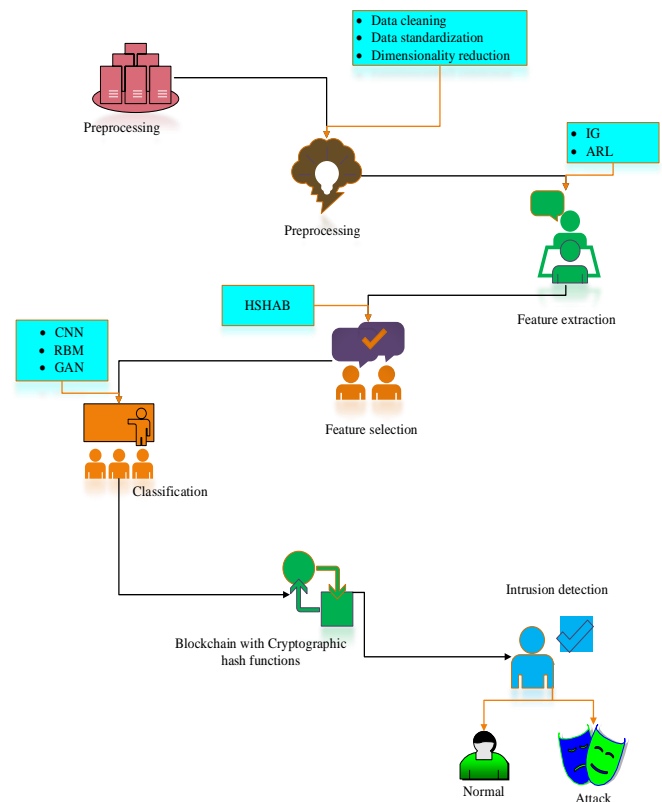 • Data cleaning
• Data standardization
• Dimensionality reduction
Preprocessing
• IG
• ARL
Preprocessing
HSHAB
Feature extraction
• CNN
• RBM
• GAN
Feature selection
Classification
Intrusion detection
Blockchain with Cryptographic
hash functions
Normal
Attack